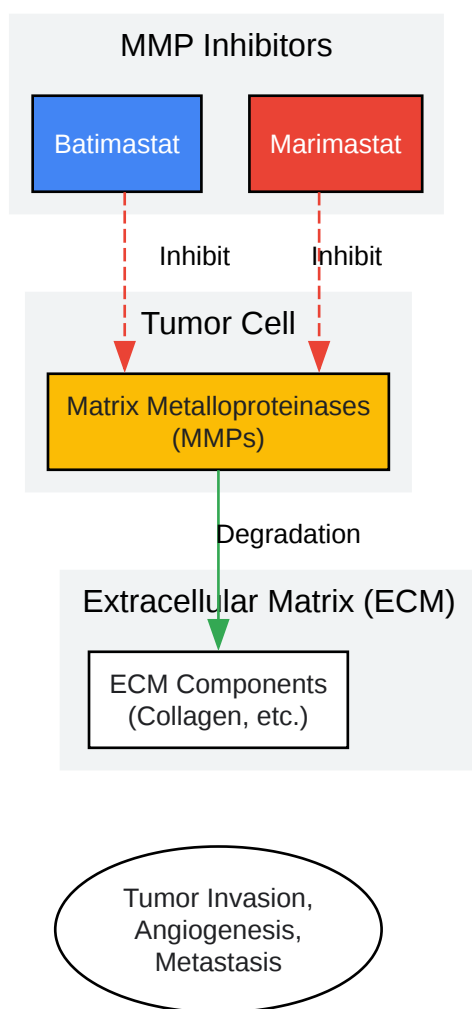 MMP Inhibitors
Batimastat
Marimastat
Inhibit
Inhibit
Tumor Cell
Matrix Metalloproteinases
(MMPs)
Degradation
Extracellular Matrix (ECM)
ECM Components
(Collagen, etc.)
Tumor Invasion,
Angiogenesis,
Metastasis